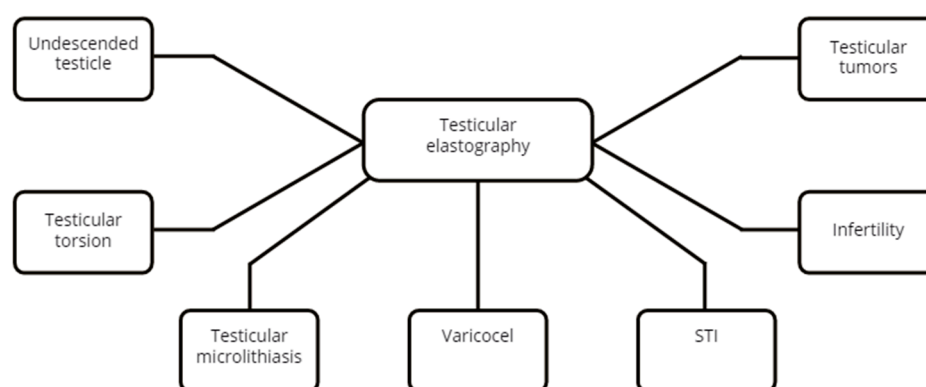 Undescended
testicle
Testicular
tumors
Testicular
elastography
Testicular
torsion
Infertility
Testicular
microlithiasis
Varicocel
STI